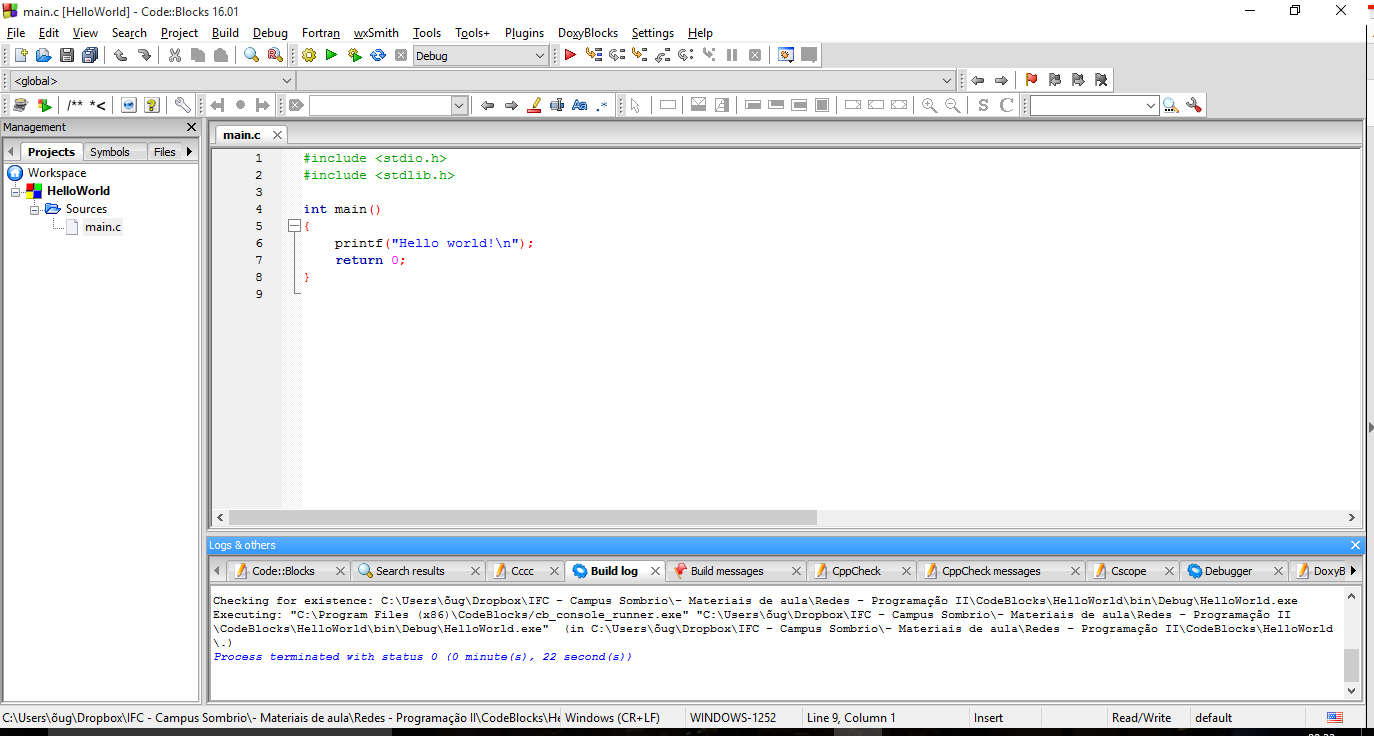 main.c [HelloWorld] - Code::Blocks 16.01
File Edit View Search Project Build Debug Fortran wxSmith Tools Tools+ Plugins DoxyBlocks Settings Help
Debug
<global>
/** *< Aa .* S C
Management
Projects Symbols Files
Workspace
HelloWorld
Sources
main.c
main.c
1 #include <stdio.h>
2 #include <stdlib.h>
3
4 int main()
5 {
6 printf("Hello world!\n");
7 return 0;
8 }
9
Logs & others
Code::Blocks Search results Cccc Build log Build messages CppCheck CppCheck messages Cscope Debugger DoxyB
Checking for existence: C:\Users\õug\Dropbox\IFC - Campus Sombrio\- Materiais de aula\Redes - Programação II\CodeBlocks\HelloWorld\bin\Debug\HelloWorld.exe
Executing: "C:\Program Files (x86)\CodeBlocks/cb_console_runner.exe" "C:\Users\õug\Dropbox\IFC - Campus Sombrio\- Materiais de aula\Redes - Programação II
\CodeBlocks\HelloWorld\bin\Debug\HelloWorld.exe"  (in C:\Users\õug\Dropbox\IFC - Campus Sombrio\- Materiais de aula\Redes - Programação II\CodeBlocks\HelloWorld
\.)
Process terminated with status 0 (0 minute(s), 22 second(s))
C:\Users\õug\Dropbox\IFC - Campus Sombrio\- Materiais de aula\Redes - Programação II\CodeBlocks\He Windows (CR+LF) WINDOWS-1252 Line 9, Column 1 Insert Read/Write default